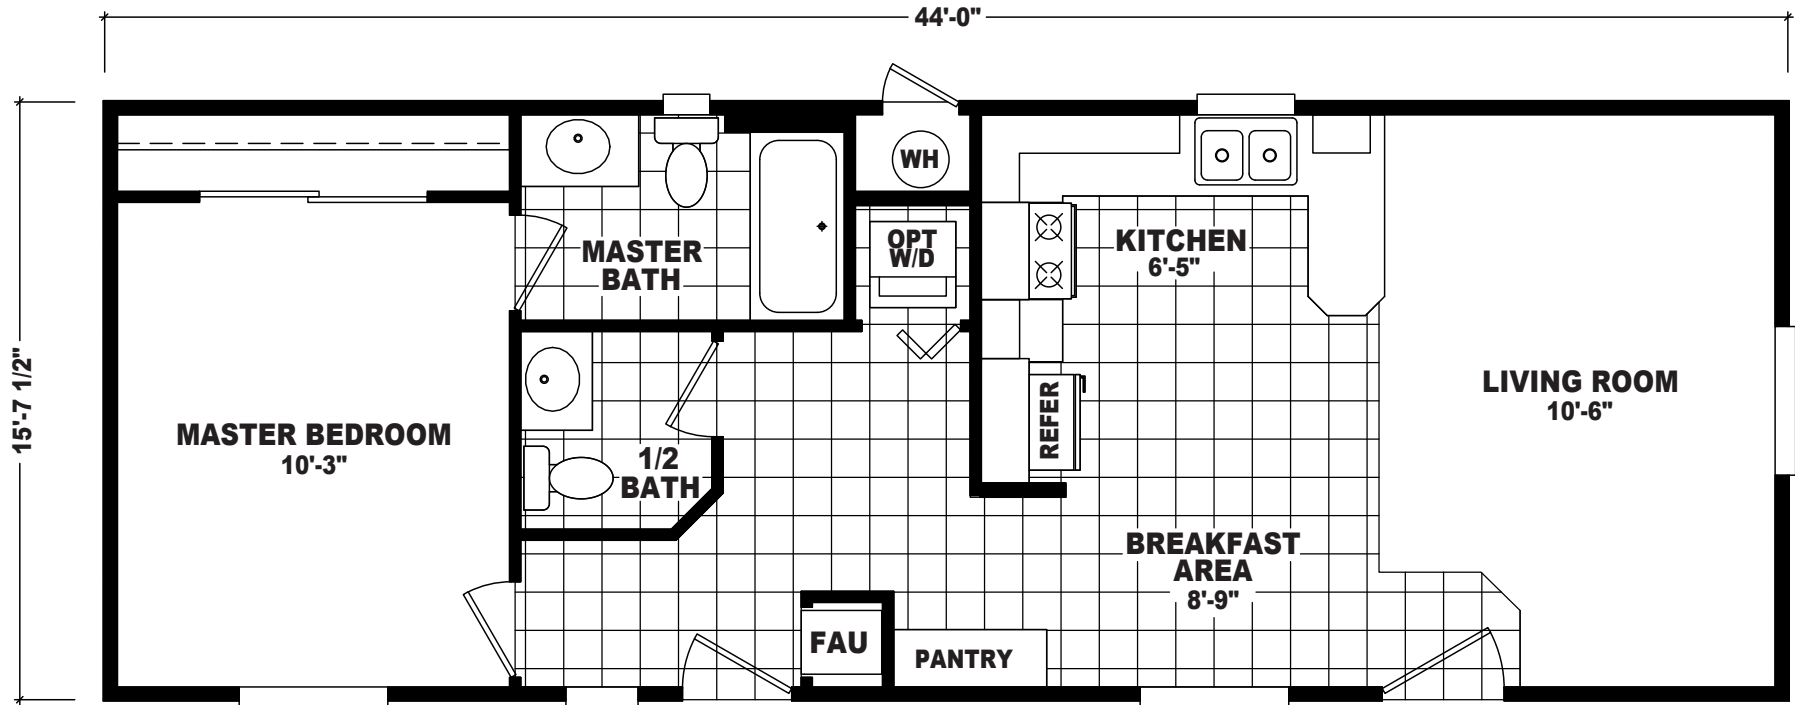 44'-0"
15'-7 1/2"
WH
OPT
W/D
MASTER
BATH
KITCHEN
6'-5"
LIVING ROOM
10'-6"
REFER
MASTER BEDROOM
10'-3"
1/2
BATH
BREAKFAST
AREA
8'-9"
FAU
PANTRY